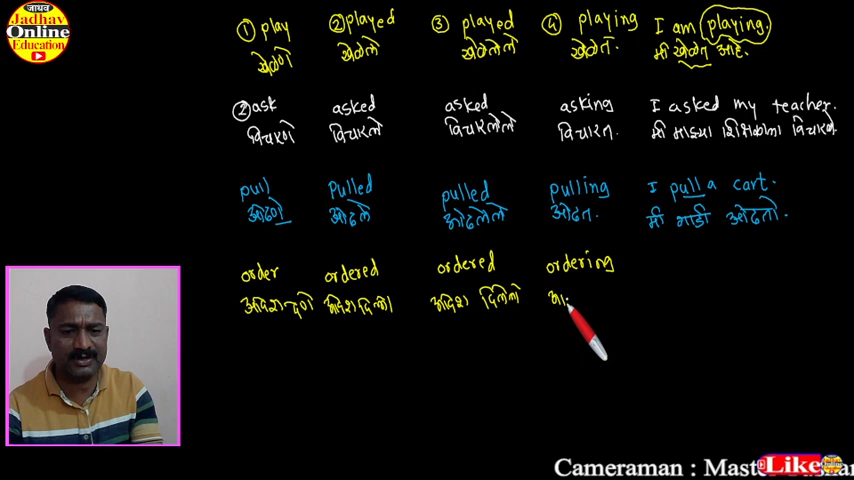 जाधव
Jadhav
Online
Education
① play ② played ③ played ④ playing I am playing.
खेळणे खेळले खेळलेले खेळत. मी खेळत आहे.
② ask asked asked asking I asked my teacher.
विचारणे विचारले विचारलेले विचारत. मी माझ्या शिक्षकांना विचारले
pull Pulled pulled pulling I pull a cart.
ओढणे ओढले ओढलेले ओढत. मी गाडी ओढतो.
order ordered ordered ordering
आदेश देणे आदेश दिला आदेश दिलेले आ
Cameraman : Master
Like